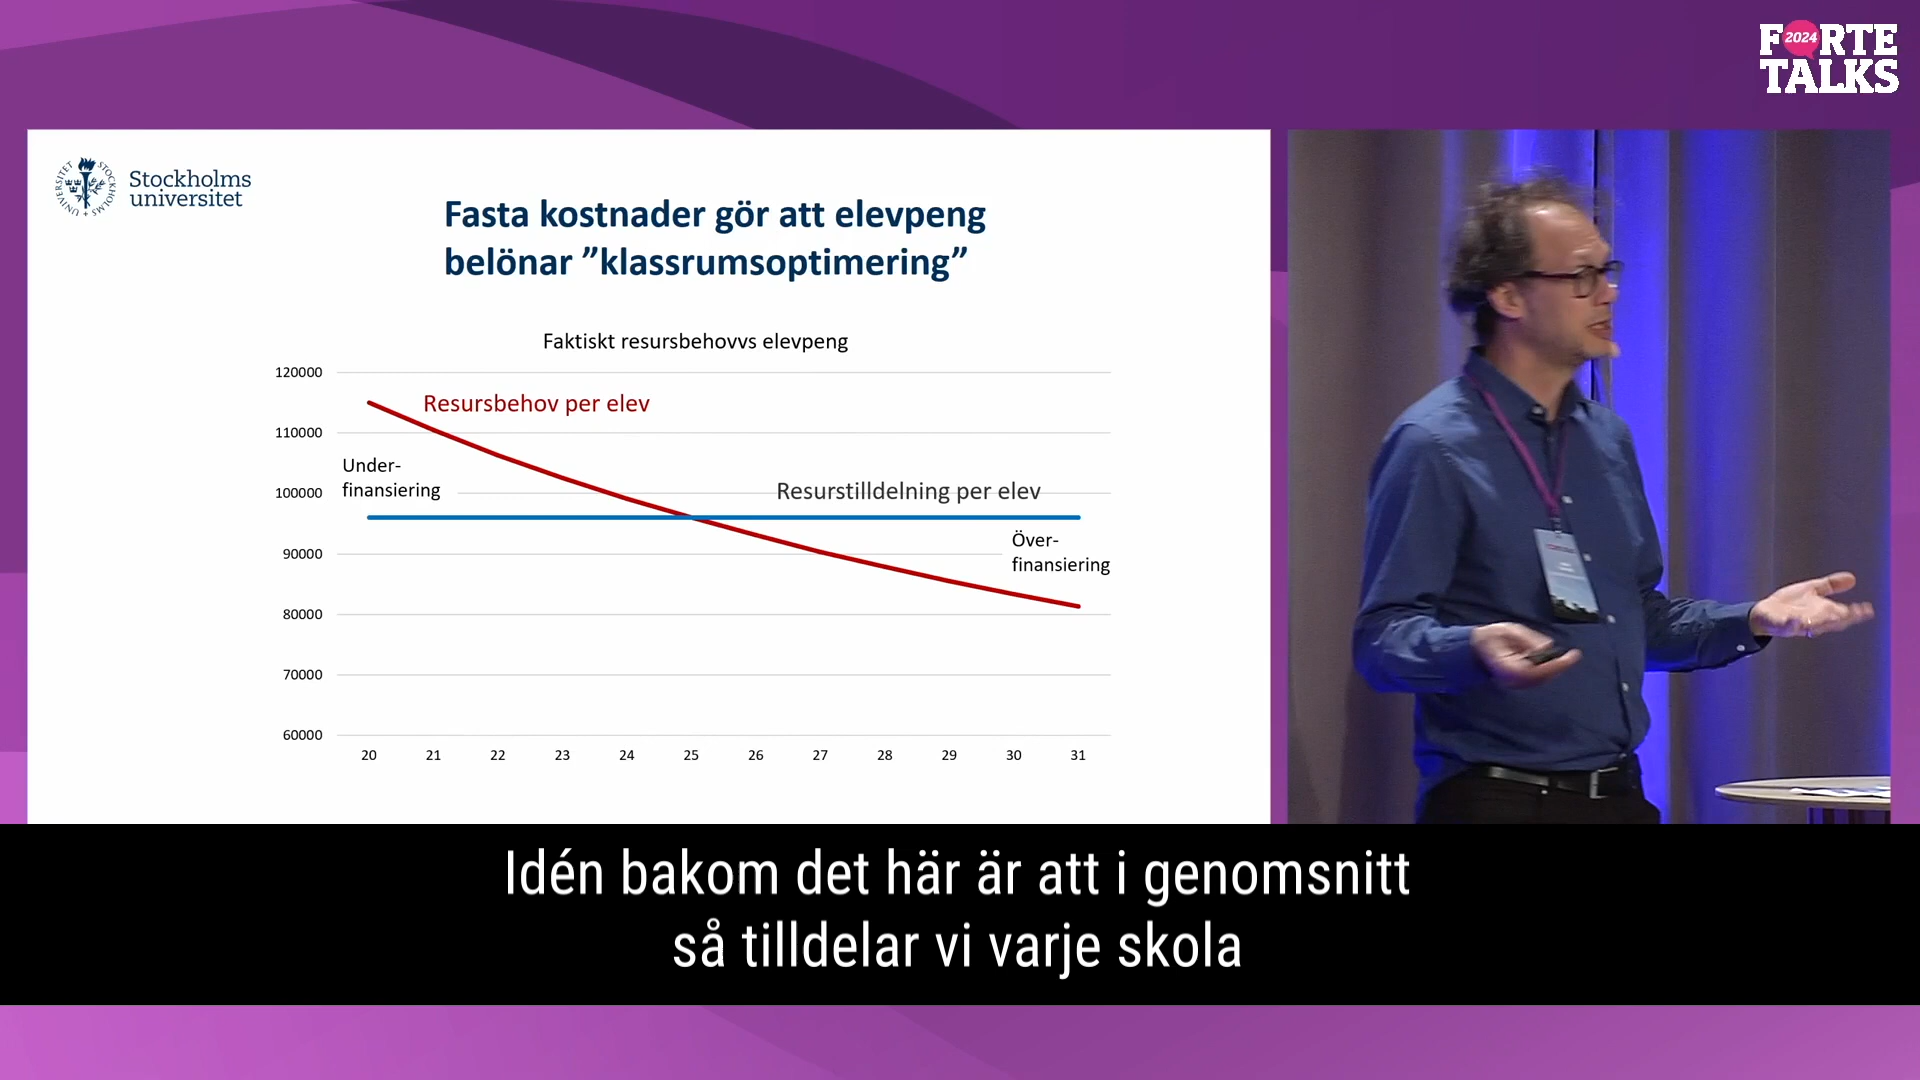 FORTE
2024
TALKS
Stockholms
universitet
Fasta kostnader gör att elevpeng
belönar ”klassrumsoptimering”
Faktiskt resursbehovvs elevpeng
120000
Resursbehov per elev
110000
Under-
finansiering
100000
Resurstilldelning per elev
Över-
finansiering
90000
80000
70000
60000
20 21 22 23 24 25 26 27 28 29 30 31
Idén bakom det här är att i genomsnitt
så tilldelar vi varje skola